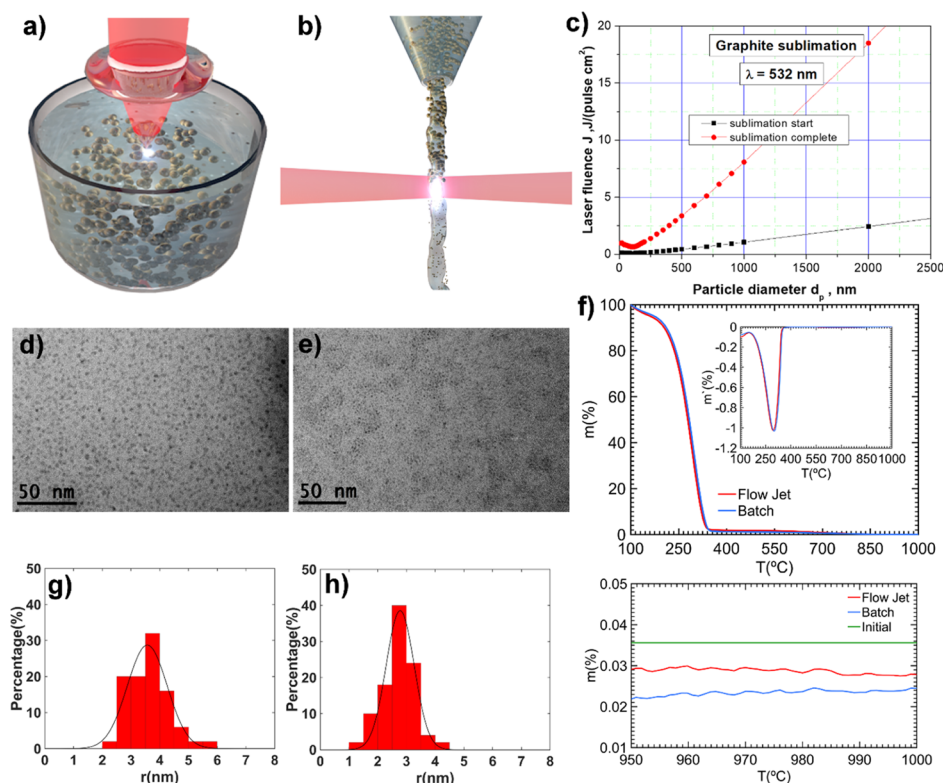 a)
b)
c)
20
15
10
5
0
Laser fluence J ,J/(pulse cm²)
Graphite sublimation
λ = 532 nm
sublimation start
sublimation complete
0 500 1000 1500 2000 2500
Particle diameter dp , nm
d)
50 nm
e)
50 nm
f)
100
80
60
40
20
0
m(%)
0
-0.2
-0.4
-0.6
-0.8
-1
-1.2
m'(%)
100 250 400 550 700 850 1000
T(ºC)
Flow Jet
Batch
100 250 400 550 700 850 1000
T(ºC)
g)
50
40
30
20
10
0
Percentage(%)
0 1 2 3 4 5 6 7 8
r(nm)
h)
50
40
30
20
10
0
Percentage(%)
0 1 2 3 4 5 6 7 8
r(nm)
0.05
0.04
0.03
0.02
0.01
m(%)
Flow Jet
Batch
Initial
950 960 970 980 990 1000
T(ºC)